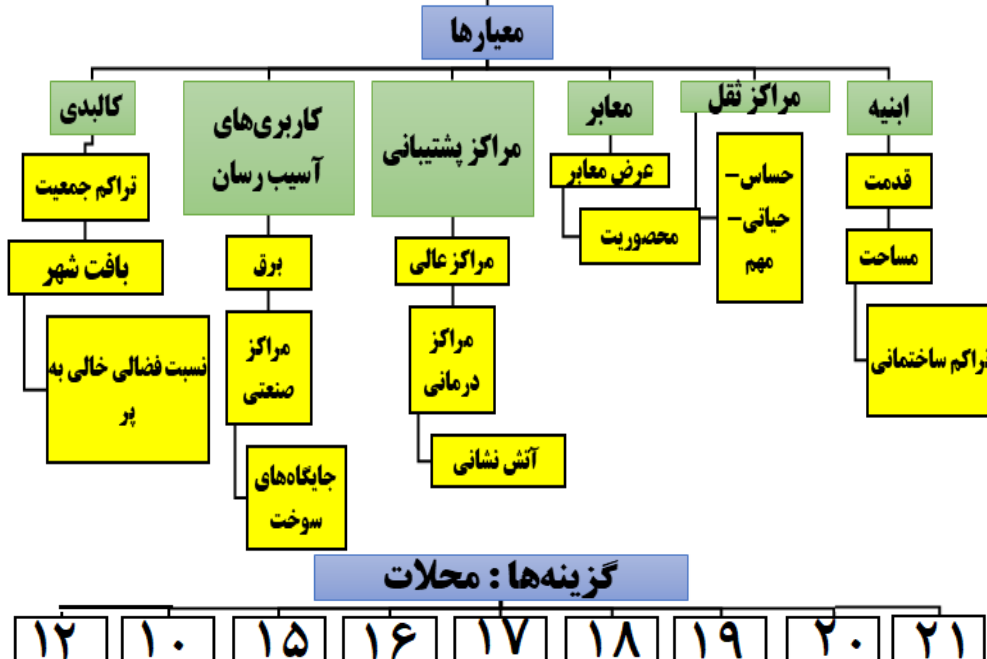 معیارها
ابنیه
مراکز ثقل
معابر
مراکز پشتیبانی
کاربری‌های
آسیب رسان
کالبدی
قدمت
مساحت
تراکم ساختمانی
حساس-
حیاتی-
مهم
عرض معابر
محصوریت
مراکز عالی
مراکز
درمانی
آتش نشانی
برق
مراکز
صنعتی
جایگاه‌های
سوخت
تراکم جمعیت
بافت شهر
نسبت فضالی خالی به
پر
گزینه‌ها : محلات
۲۱
۲۰
۱۹
۱۸
۱۷
۱۶
۱۵
۱۰
۱۲